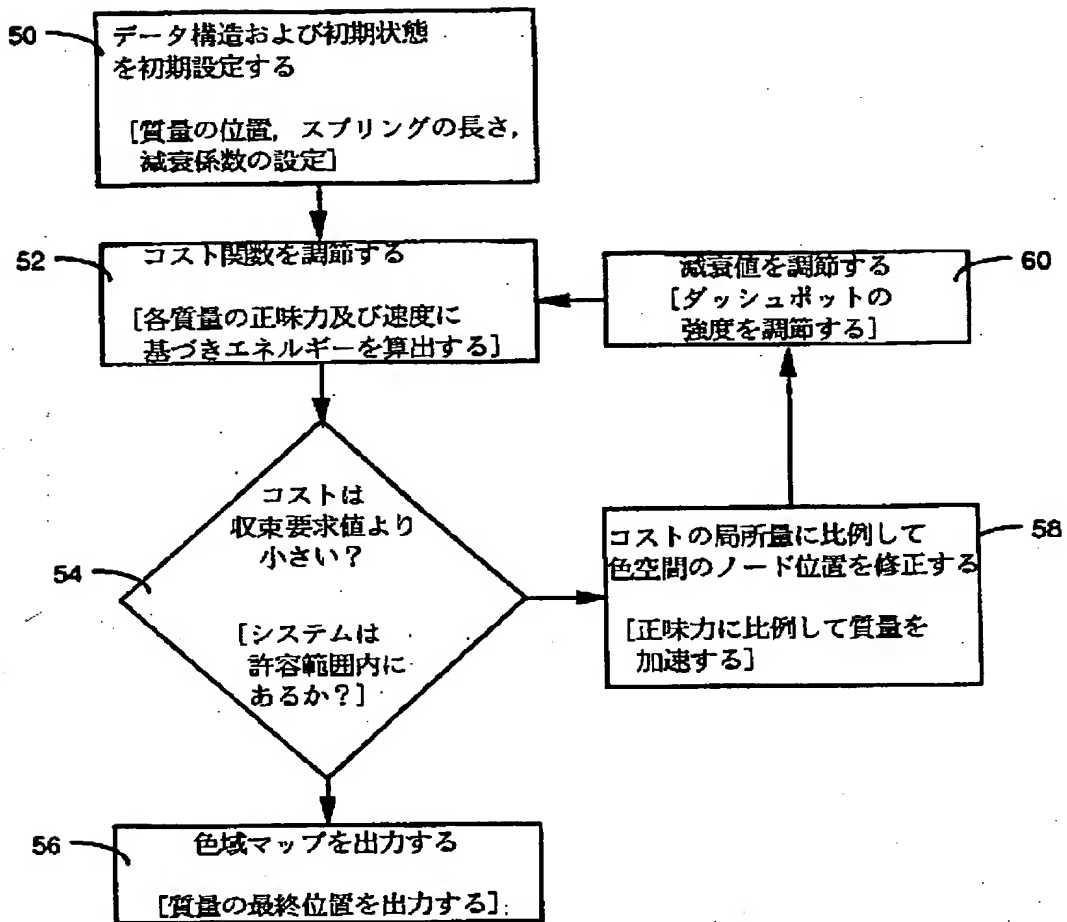 50
データ構造および初期状態
を初期設定する
[質量の位置，スプリングの長さ，
減衰係数の設定]
52
コスト関数を調節する
[各質量の正味力及び速度に
基づきエネルギーを算出する]
60
減衰値を調節する
[ダッシュポットの
強度を調節する]
54
コストは
収束要求値より
小さい？
[システムは
許容範囲内に
あるか？]
58
コストの局所量に比例して
色空間のノード位置を修正する
[正味力に比例して質量を
加速する]
56
色域マップを出力する
[質量の最終位置を出力する]